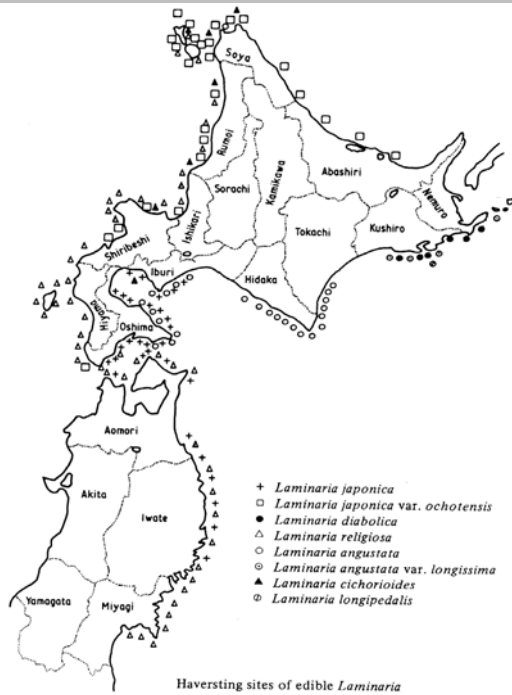 Soya
Rumoi
Kamikawa
Abashiri
Sorachi
Nemuro
Ishikari
Kushiro
Tokachi
Shiribeshi
Iburi
Hidaka
Hiyama
Oshima
Aomori
Akita
Iwate
Yamagata
Miyagi
+ Laminaria japonica
□ Laminaria japonica var. ochotensis
● Laminaria diabolica
△ Laminaria religiosa
○ Laminaria angustata
⊙ Laminaria angustata var. longissima
▲ Laminaria cichorioides
⊘ Laminaria longipedalis
Haversting sites of edible Laminaria